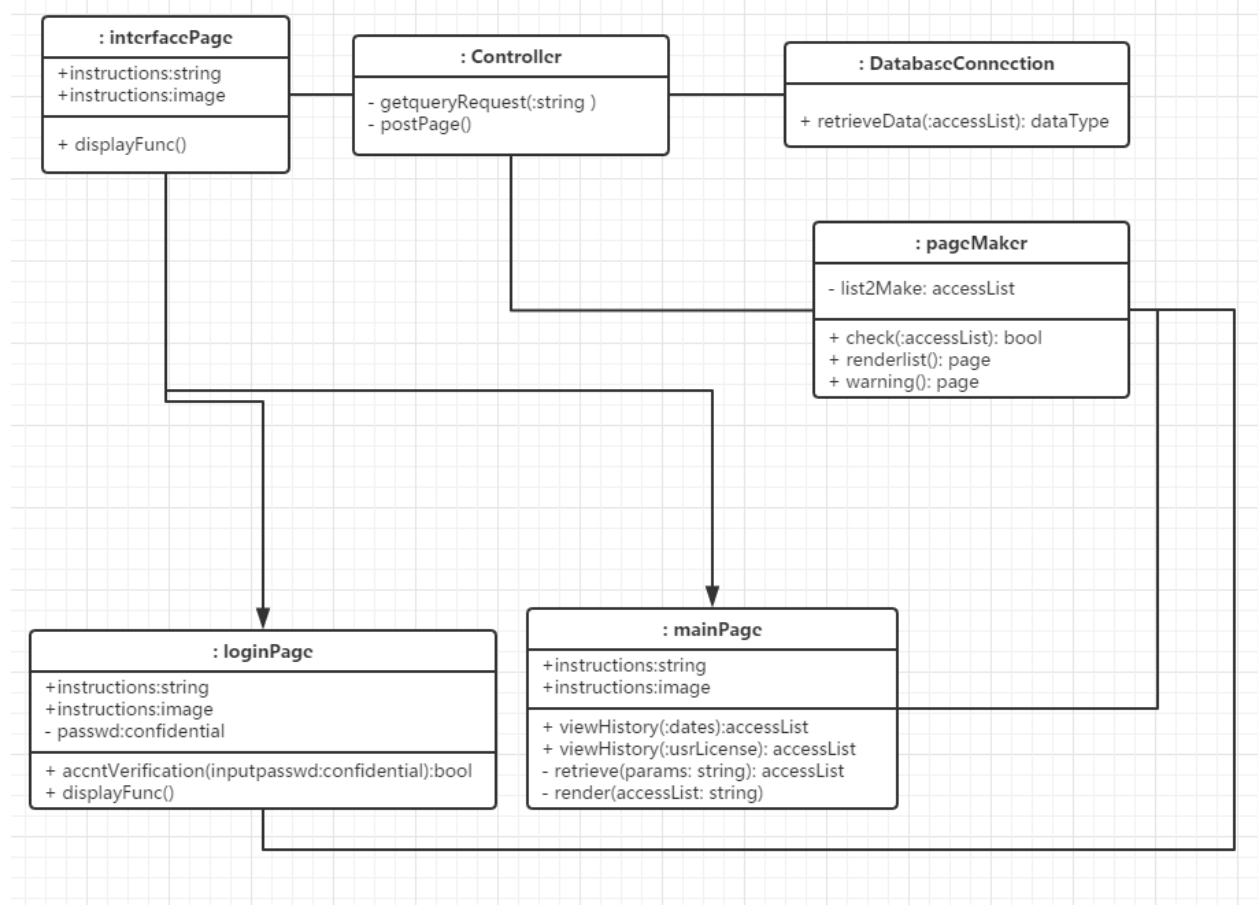 : interfacePage
+instructions:string
+instructions:image
+ displayFunc()
: Controller
- getqueryRequest(:string )
- postPage()
: DatabaseConnection
+ retrieveData(:accessList): dataType
: pageMaker
- list2Make: accessList
+ check(:accessList): bool
+ renderlist(): page
+ warning(): page
: loginPage
+instructions:string
+instructions:image
- passwd:confidential
+ accntVerification(inputpasswd:confidential):bool
+ displayFunc()
: mainPage
+instructions:string
+instructions:image
+ viewHistory(:dates):accessList
+ viewHistory(:usrLicense): accessList
- retrieve(params: string): accessList
- render(accessList: string)